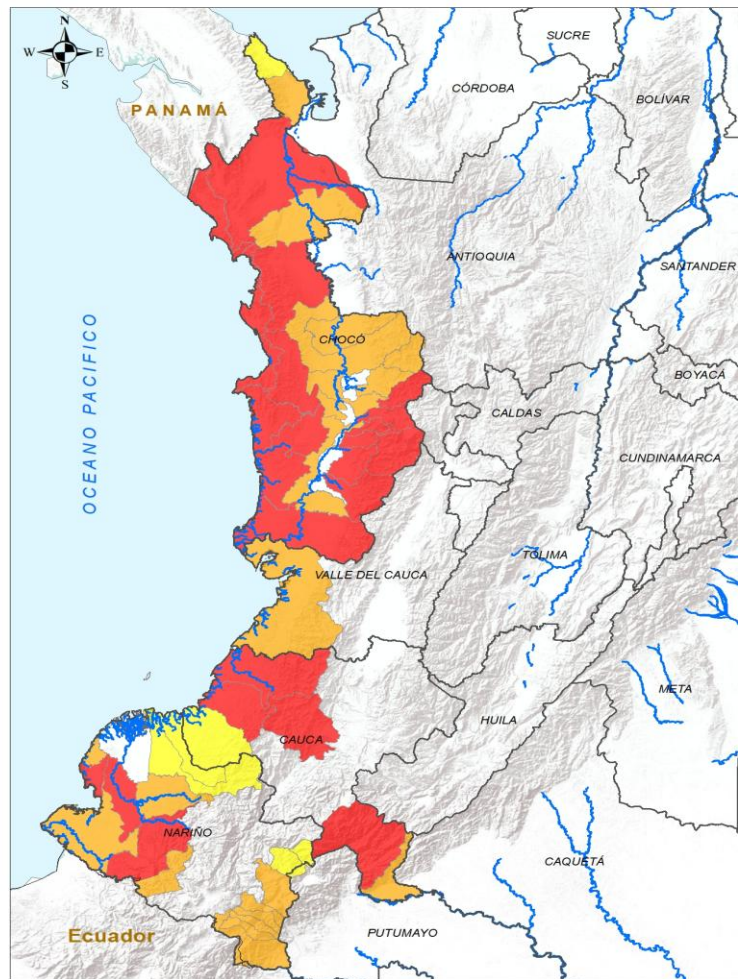 N
W E
S
SUCRE
CÓRDOBA
BOLÍVAR
PANAMÁ
ANTIOQUIA
SANTANDER
OCEANO PACIFICO
CHOCÓ
BOYACÁ
CALDAS
CUNDINAMARCA
TOLIMA
VALLE DEL CAUCA
META
HUILA
CAUCA
NARIÑO
CAQUETÁ
Ecuador
PUTUMAYO